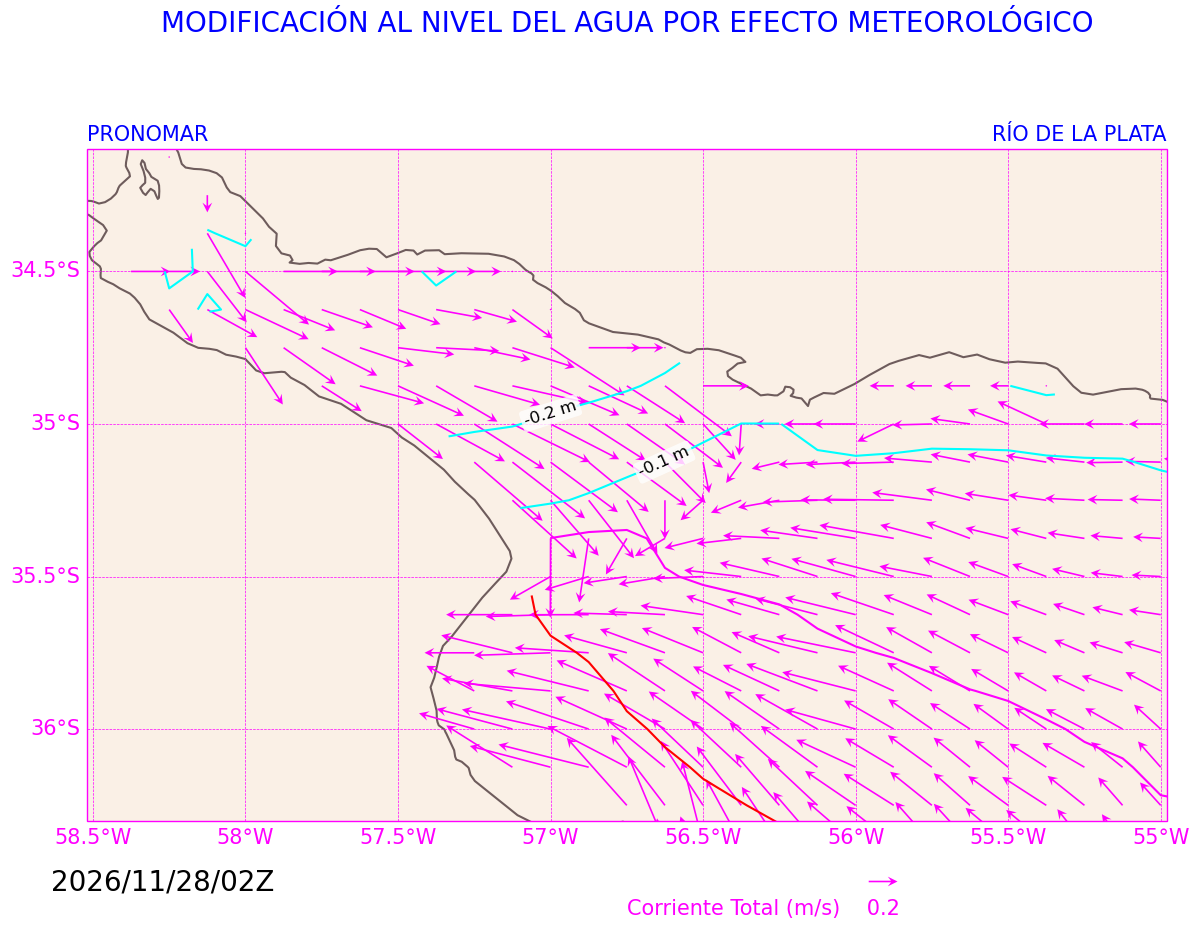 MODIFICACIÓN AL NIVEL DEL AGUA POR EFECTO METEOROLÓGICO
PRONOMAR
RÍO DE LA PLATA
34.5°S
35°S
35.5°S
36°S
-0.2 m
-0.1 m
58.5°W 58°W 57.5°W 57°W 56.5°W 56°W 55.5°W 55°W
2026/11/28/02Z
Corriente Total (m/s) 0.2